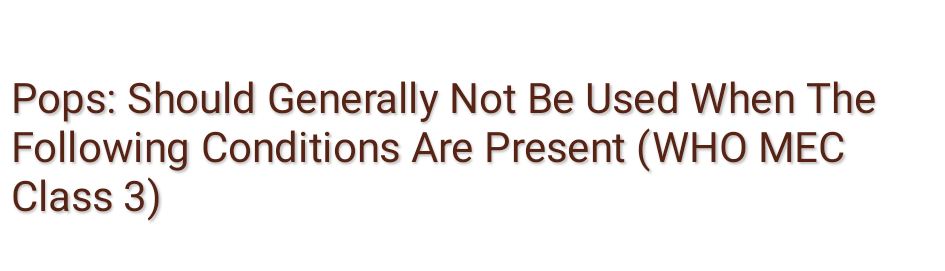 Pops: Should Generally Not Be Used When The
Following Conditions Are Present (WHO MEC
Class 3)